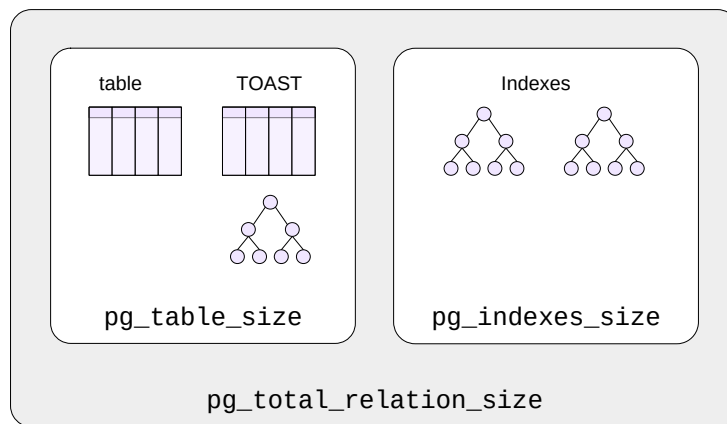 table
TOAST
Indexes
pg_table_size
pg_indexes_size
pg_total_relation_size